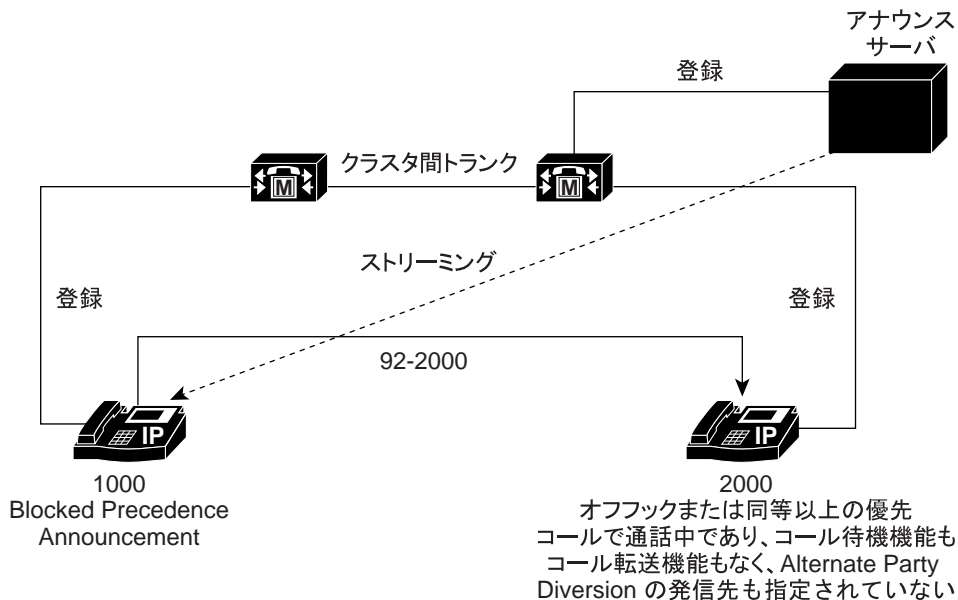 アナウンス
サーバ
登録
クラスタ間トランク
M
M
ストリーミング
登録
登録
92-2000
IP
IP
1000
Blocked Precedence
Announcement
2000
オフフックまたは同等以上の優先
コールで通話中であり、コール待機機能も
コール転送機能もなく、Alternate Party
Diversion の発信先も指定されていない